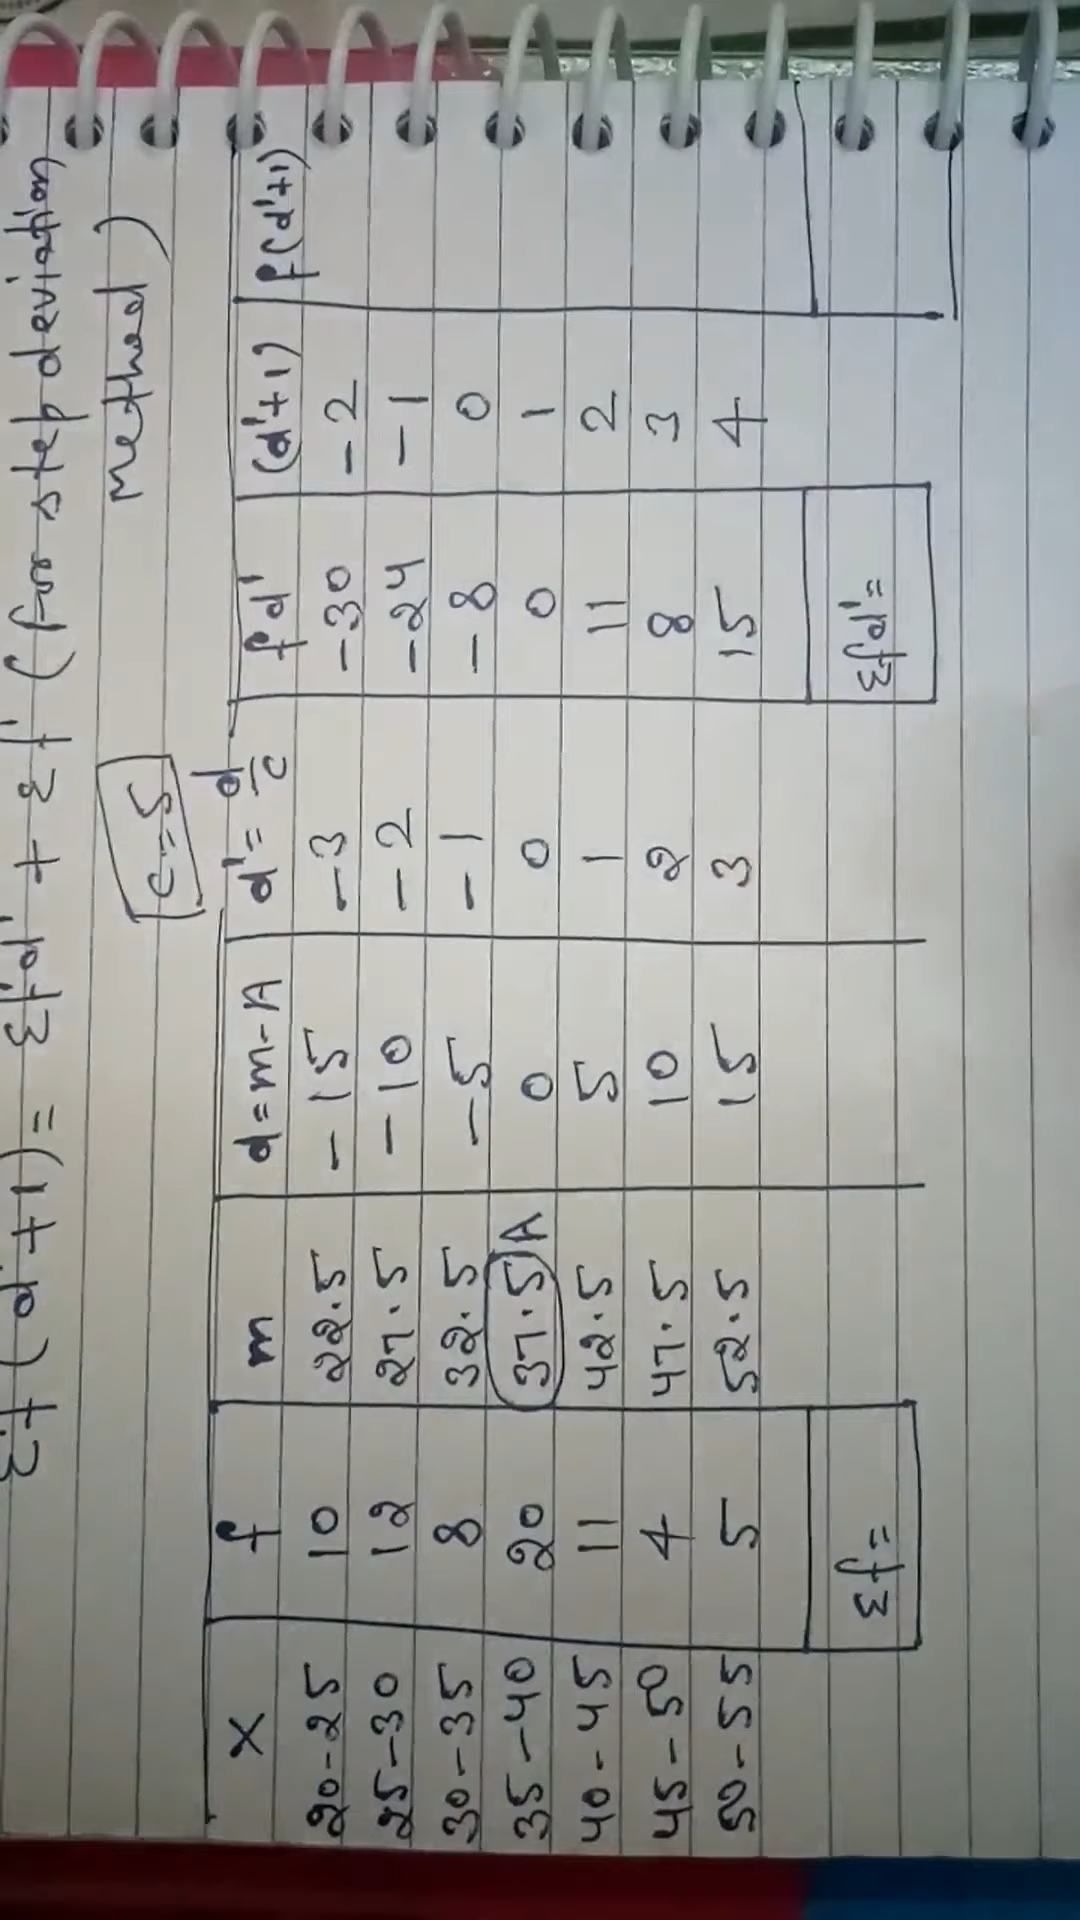 Σf(d'+1) = Σfd' + Σf (for step deviation
method)
c=5
X f m d=m-A d'=d/c fd' (d'+1) f(d'+1)
20-25 10 22.5 -15 -3 -30 -2
25-30 12 27.5 -10 -2 -24 -1
30-35 8 32.5 -5 -1 -8 0
35-40 20 37.5 A 0 0 0 1
40-45 11 42.5 5 1 11 2
45-50 4 47.5 10 2 8 3
50-55 5 52.5 15 3 15 4
Σf= Σfd'=